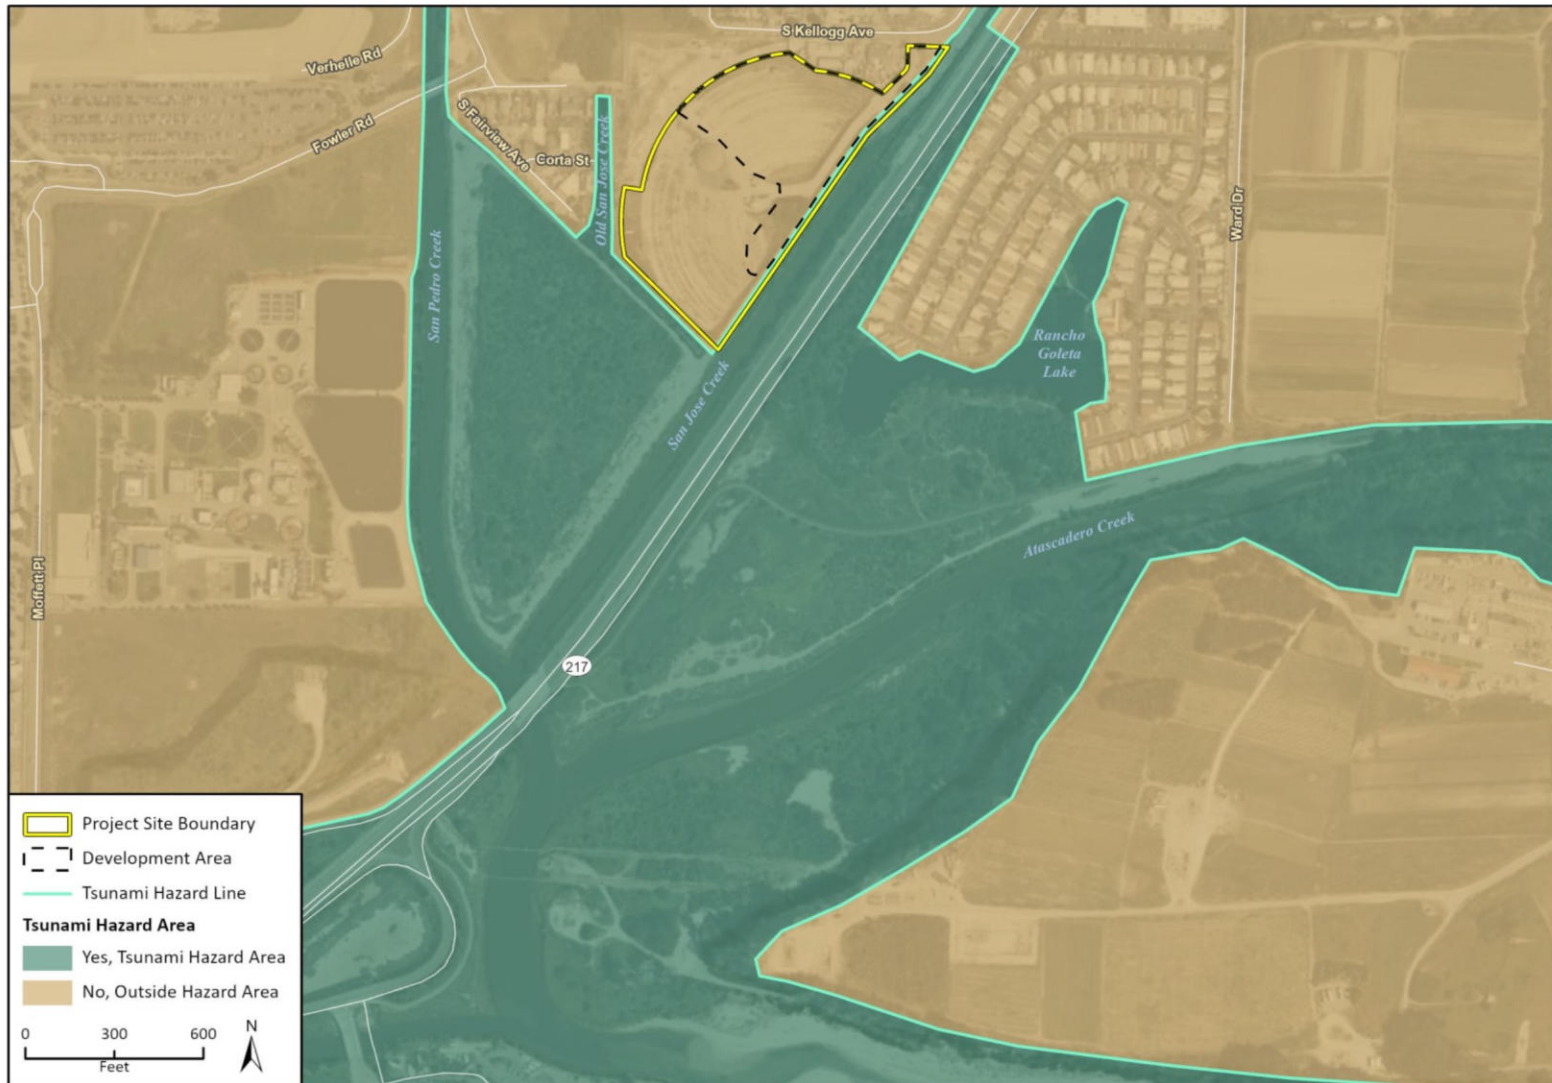 S Kellogg Ave
Verhelle Rd
Fowler Rd
S Fairview Ave
Corta St
Old San Jose Creek
San Pedro Creek
San Jose Creek
Ward Dr
Rancho
Goleta
Lake
Atascadero Creek
Moffett Pl
217
Project Site Boundary
Development Area
Tsunami Hazard Line
Tsunami Hazard Area
Yes, Tsunami Hazard Area
No, Outside Hazard Area
0 300 600
Feet
N